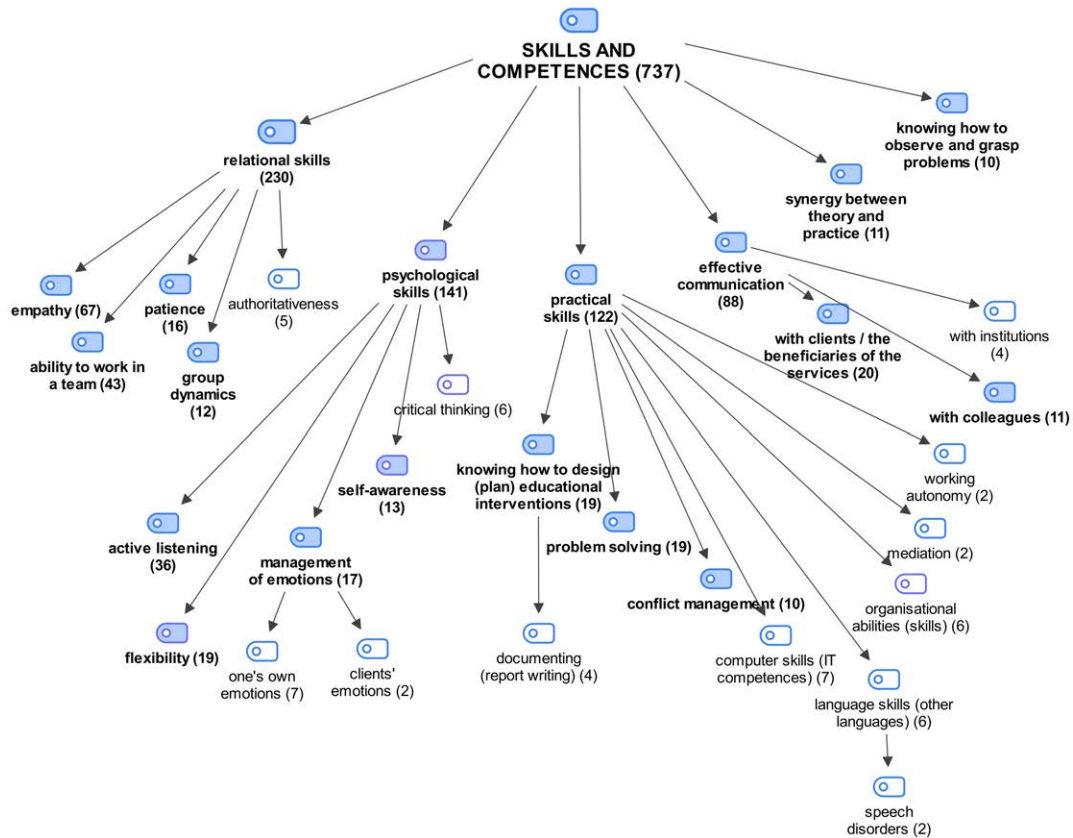 SKILLS AND
COMPETENCES (737)
knowing how to
observe and grasp
problems (10)
relational skills
(230)
synergy between
theory and
practice (11)
psychological
skills (141)
practical
skills (122)
effective
communication (88)
empathy (67)
patience
(16)
authoritativeness
(5)
ability to work in
a team (43)
group
dynamics
(12)
with clients / the
beneficiaries of the
services (20)
with institutions
(4)
critical thinking (6)
with colleagues (11)
self-awareness
(13)
knowing how to design
(plan) educational
interventions (19)
working
autonomy (2)
active listening
(36)
management
of emotions (17)
problem solving (19)
mediation (2)
conflict management (10)
organisational
abilities (skills) (6)
flexibility (19)
one's own
emotions (7)
clients'
emotions (2)
documenting
(report writing) (4)
computer skills (IT
competences) (7)
language skills (other
languages) (6)
speech
disorders (2)